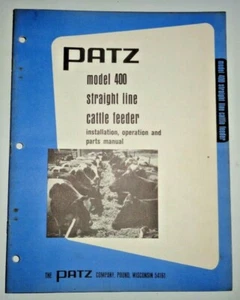 PATZ
model 400
straight line
cattle feeder
installation, operation and
parts manual
model 400 straight line cattle feeder
THE PATZ COMPANY, POUND, WISCONSIN 54161